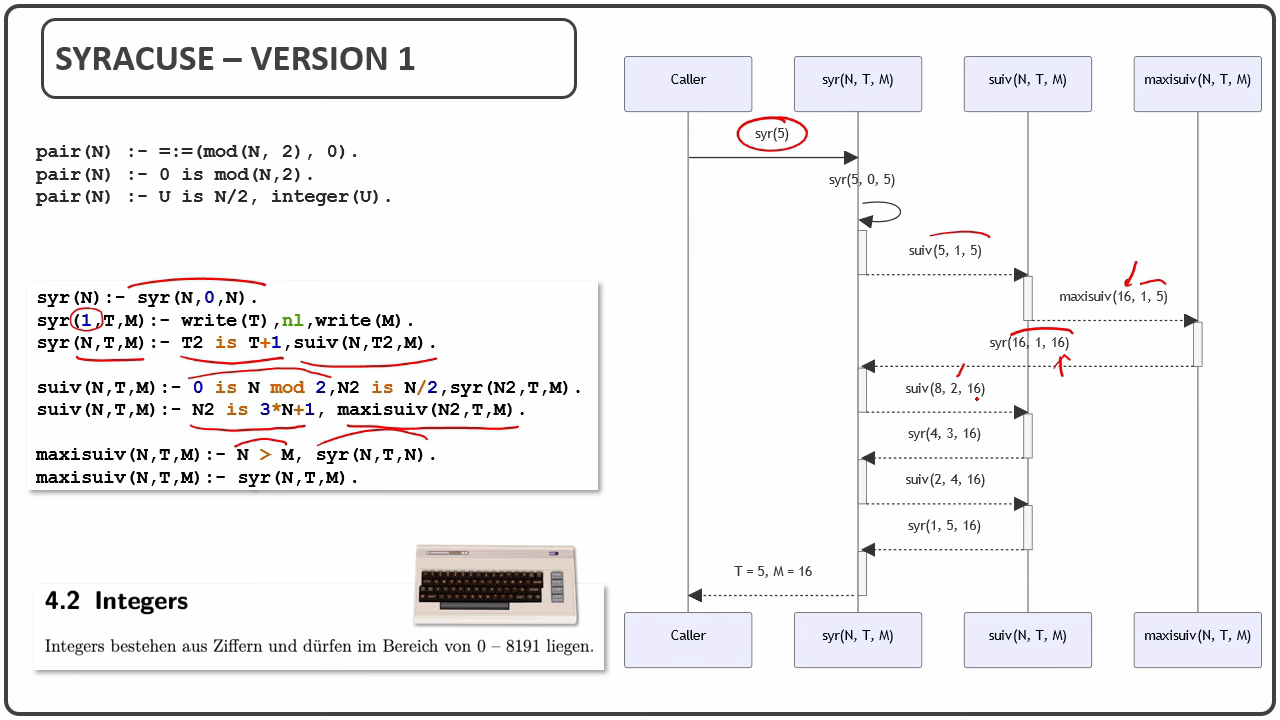 SYRACUSE – VERSION 1
pair(N) :- =:=(mod(N, 2), 0).
pair(N) :- 0 is mod(N,2).
pair(N) :- U is N/2, integer(U).
syr(N):- syr(N,0,N).
syr(1,T,M):- write(T),nl,write(M).
syr(N,T,M):- T2 is T+1,suiv(N,T2,M).
suiv(N,T,M):- 0 is N mod 2,N2 is N/2,syr(N2,T,M).
suiv(N,T,M):- N2 is 3*N+1, maxisuiv(N2,T,M).
maxisuiv(N,T,M):- N > M, syr(N,T,N).
maxisuiv(N,T,M):- syr(N,T,M).
4.2 Integers
Integers bestehen aus Ziffern und dürfen im Bereich von 0 – 8191 liegen.
Caller
syr(N, T, M)
suiv(N, T, M)
maxisuiv(N, T, M)
syr(5)
syr(5, 0, 5)
suiv(5, 1, 5)
maxisuiv(16, 1, 5)
syr(16, 1, 16)
suiv(8, 2, 16)
syr(4, 3, 16)
suiv(2, 4, 16)
syr(1, 5, 16)
T = 5, M = 16
Caller
syr(N, T, M)
suiv(N, T, M)
maxisuiv(N, T, M)